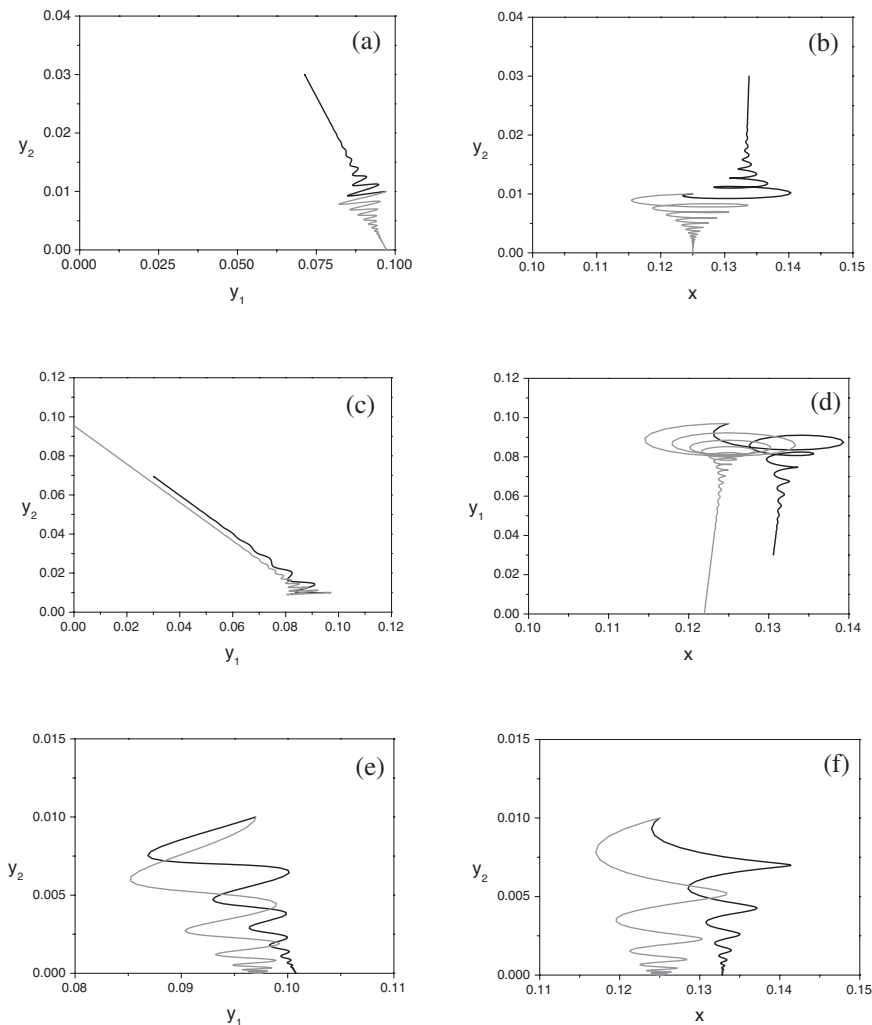 (a)
0.04
0.03
y₂
0.02
0.01
0.00
0.000 0.025 0.050 0.075 0.100
y₁
(b)
0.04
0.03
y₂
0.02
0.01
0.00
0.10 0.11 0.12 0.13 0.14 0.15
x
(c)
0.12
0.10
0.08
y₂
0.06
0.04
0.02
0.00
0.00 0.02 0.04 0.06 0.08 0.10 0.12
y₁
(d)
0.12
0.10
0.08
y₁
0.06
0.04
0.02
0.00
0.10 0.11 0.12 0.13 0.14
x
(e)
0.015
0.010
y₂
0.005
0.000
0.08 0.09 0.10 0.11
y₁
(f)
0.015
0.010
y₂
0.005
0.000
0.11 0.12 0.13 0.14 0.15
x